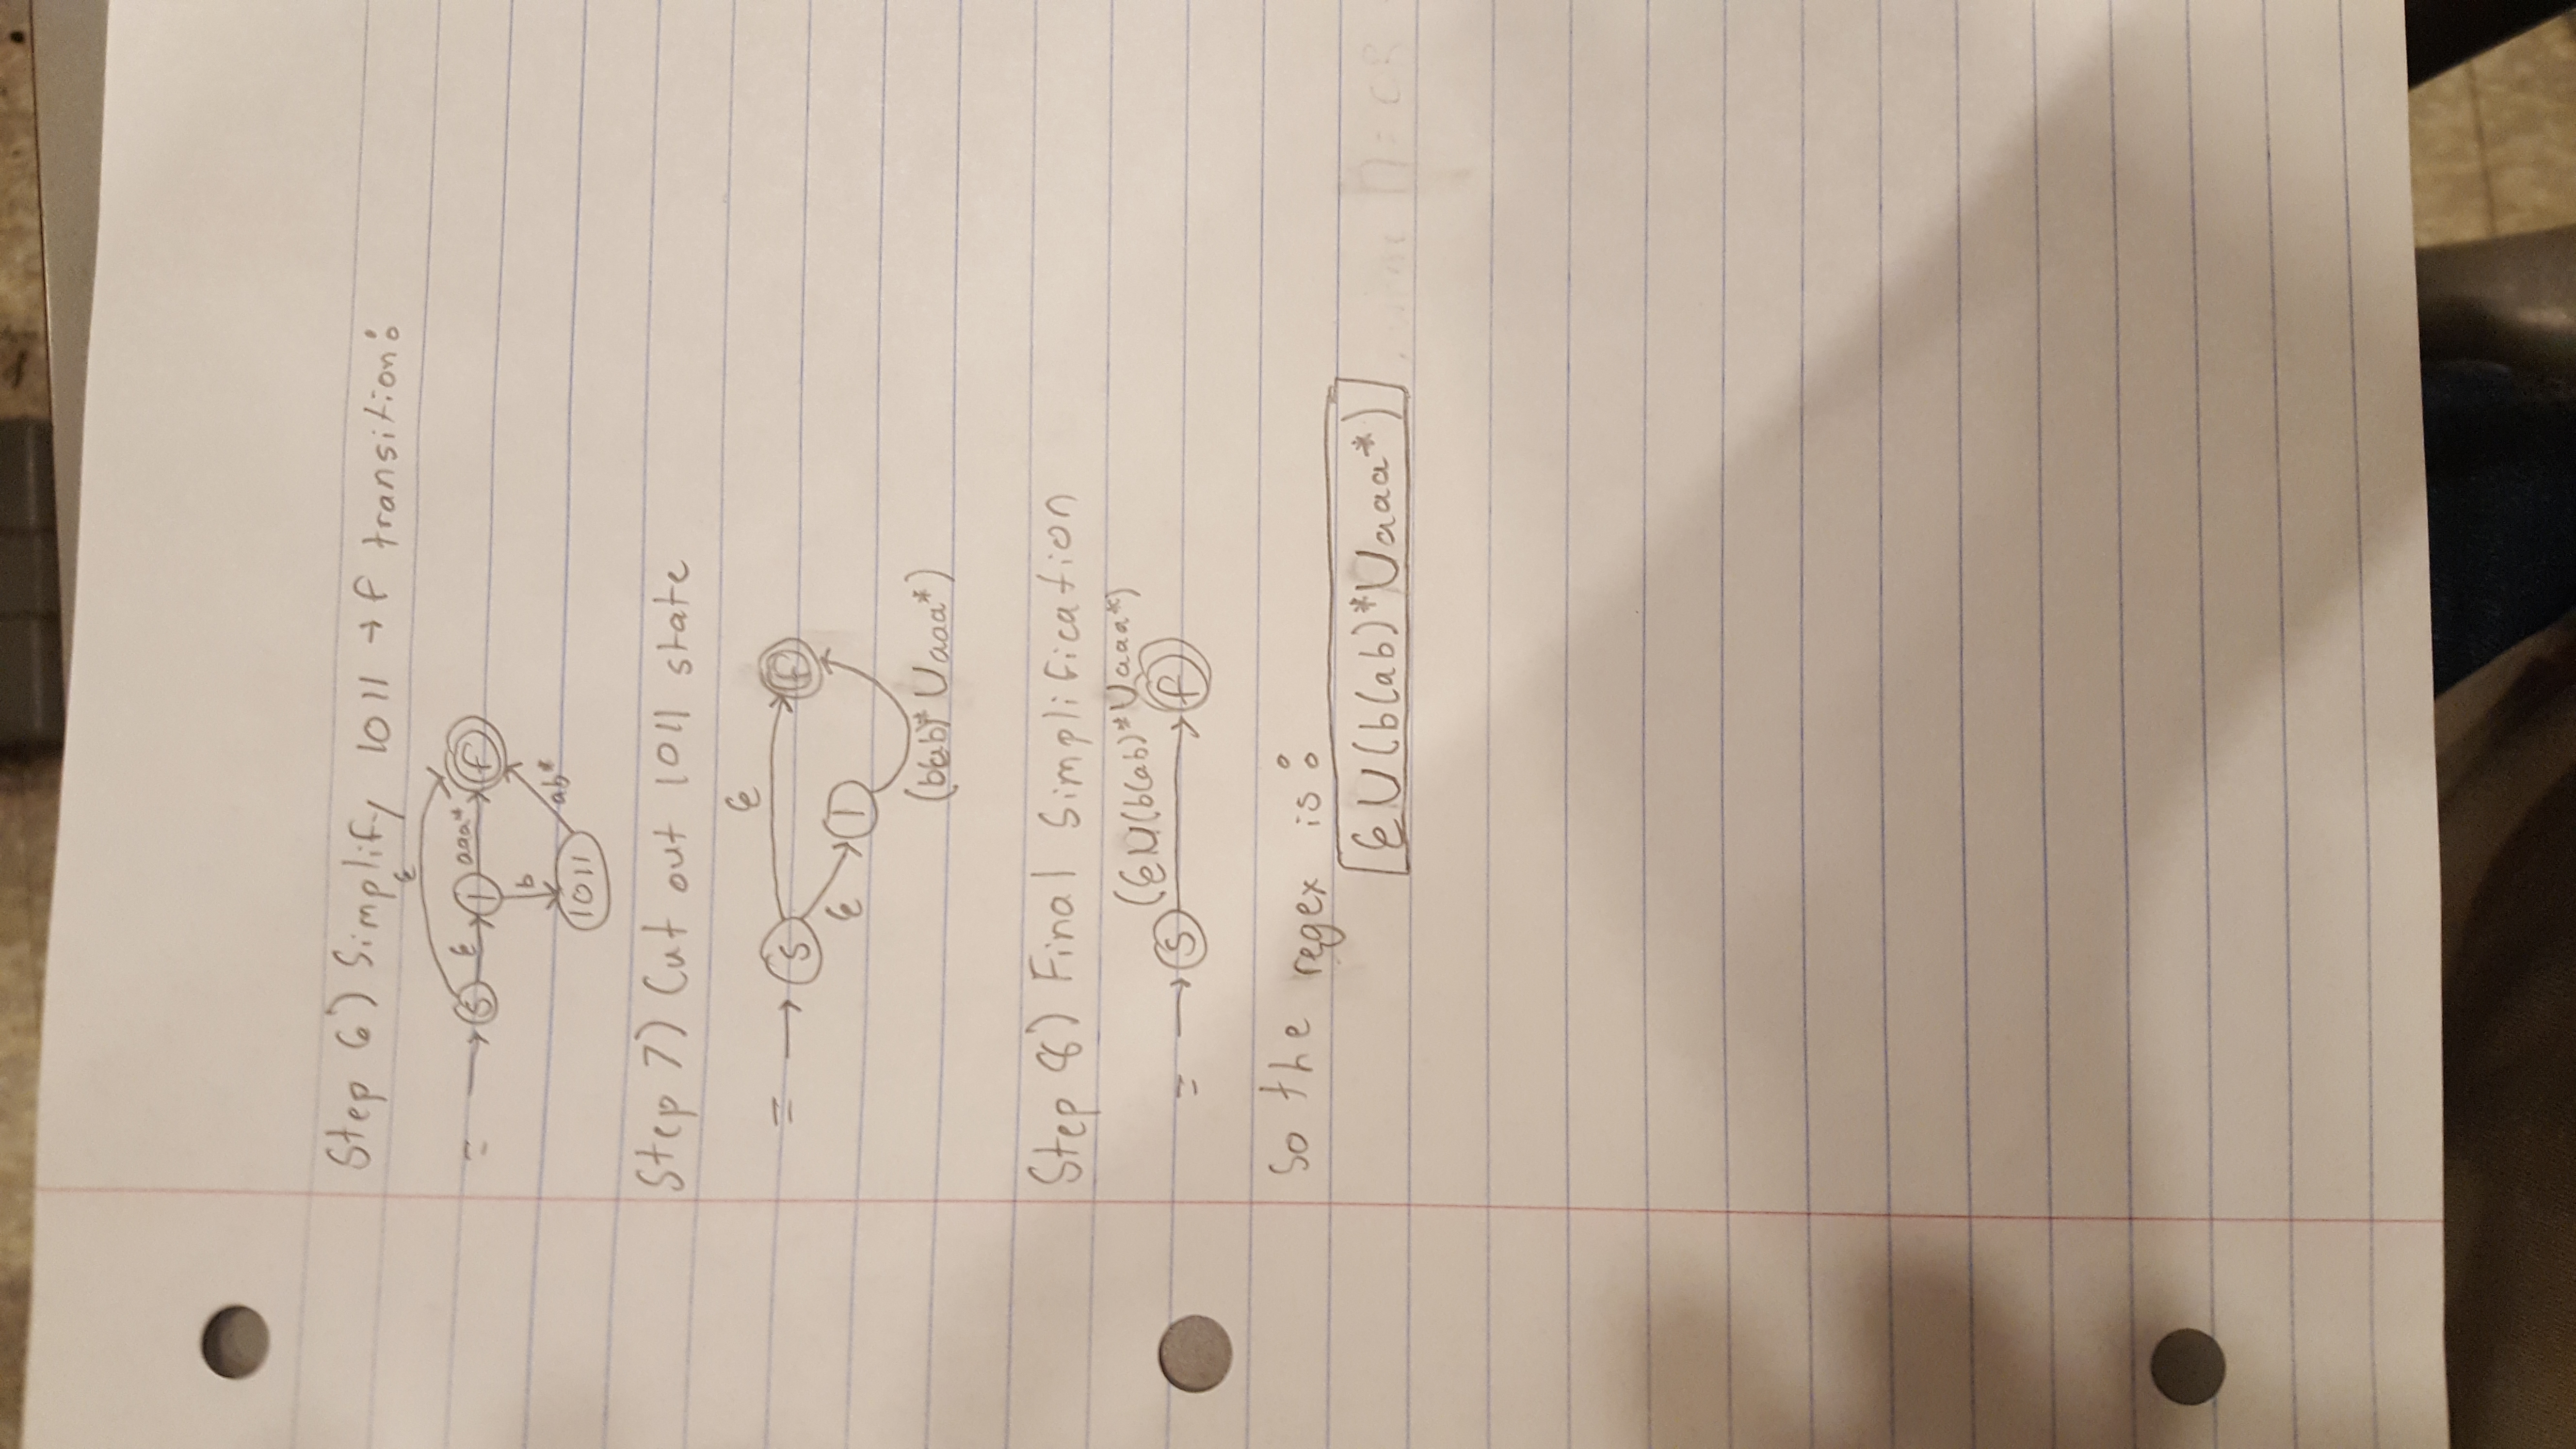 Step 6) Simplify 1011 → f transition:
ε
= → S ε 1 aaa* f
b
ab*
1011
Step 7) Cut out 1011 state
ε
= → S f
ε 1
(b(ab)* ∪ aaa*)
Step 8) Final Simplification
(ε∪(b(ab)*∪aaa*)
= → S f
So the regex is:
ε∪(b(ab)*∪aaa*)